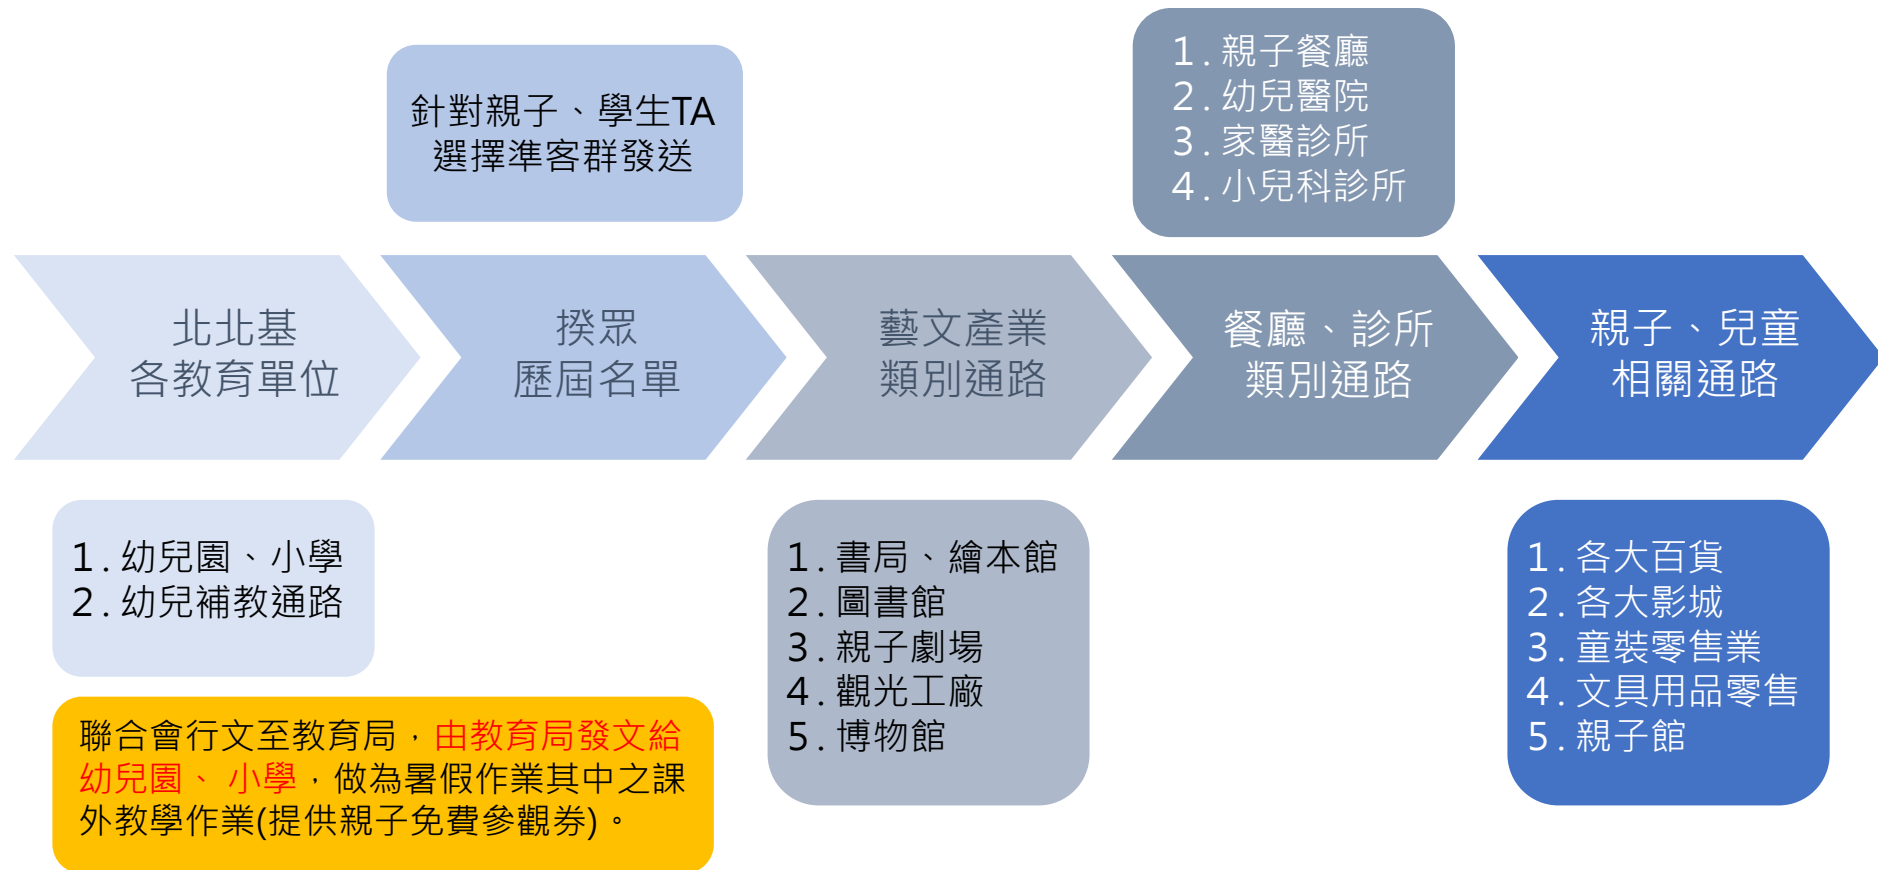 針對親子、學生TA
選擇準客群發送
1.親子餐廳
2.幼兒醫院
3.家醫診所
4.小兒科診所
北北基
各教育單位
揆眾
歷屆名單
藝文產業
類別通路
餐廳、診所
類別通路
親子、兒童
相關通路
1.幼兒園、小學
2.幼兒補教通路
聯合會行文至教育局，由教育局發文給
幼兒園、 小學，做為暑假作業其中之課
外教學作業(提供親子免費參觀券)。
1.書局、繪本館
2.圖書館
3.親子劇場
4.觀光工廠
5.博物館
1.各大百貨
2.各大影城
3.童裝零售業
4.文具用品零售
5.親子館